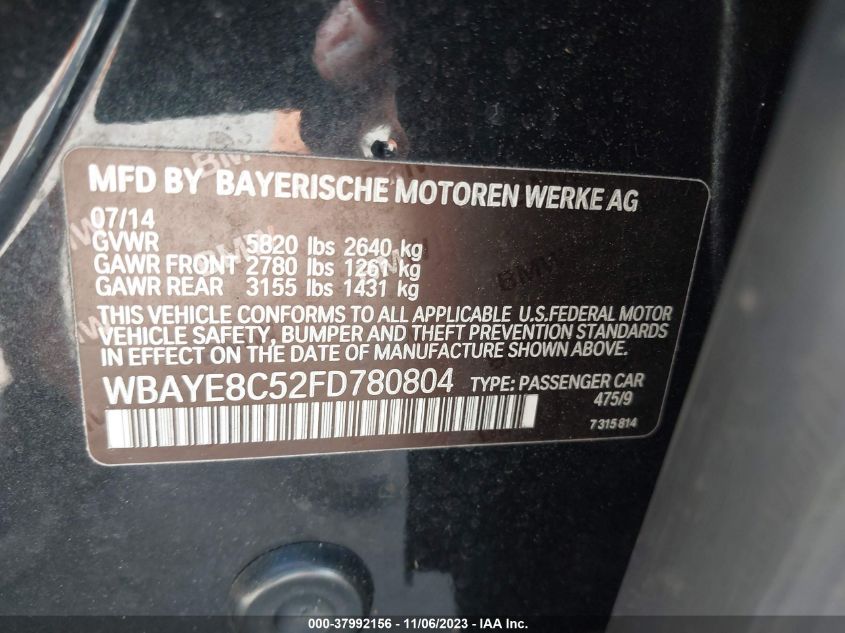 MFD BY BAYERISCHE MOTOREN WERKE AG
07/14
GVWR 5820 lbs 2640 kg
GAWR FRONT 2780 lbs 1261 kg
GAWR REAR 3155 lbs 1431 kg
THIS VEHICLE CONFORMS TO ALL APPLICABLE U.S.FEDERAL MOTOR
VEHICLE SAFETY, BUMPER AND THEFT PREVENTION STANDARDS
IN EFFECT ON THE DATE OF MANUFACTURE SHOWN ABOVE.
WBAYE8C52FD780804 TYPE: PASSENGER CAR
475/9
7 315 814
000-37992156 - 11/06/2023 - IAA Inc.